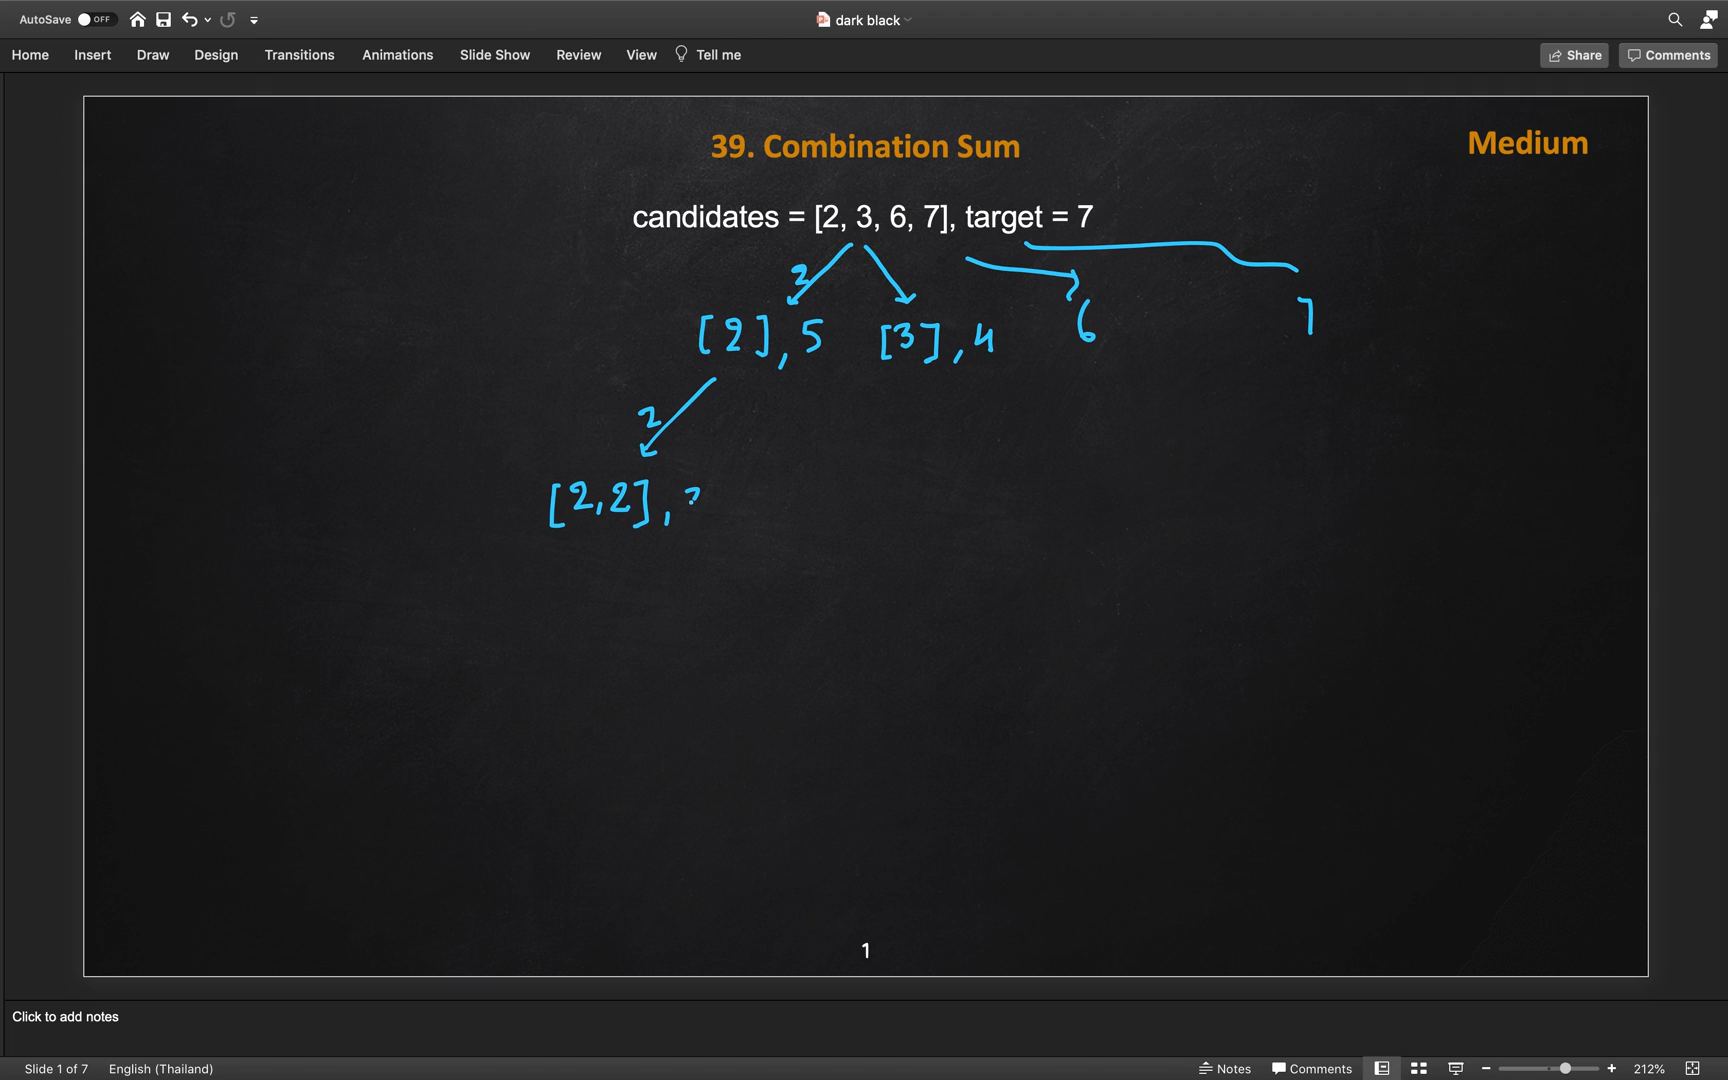 AutoSave OFF
dark black
Home Insert Draw Design Transitions Animations Slide Show Review View Tell me Share Comments
39. Combination Sum
Medium
candidates = [2, 3, 6, 7], target = 7
2
[2], 5 [3], 4 6 7
2
[2,2],
1
Click to add notes
Slide 1 of 7 English (Thailand) Notes Comments 212%